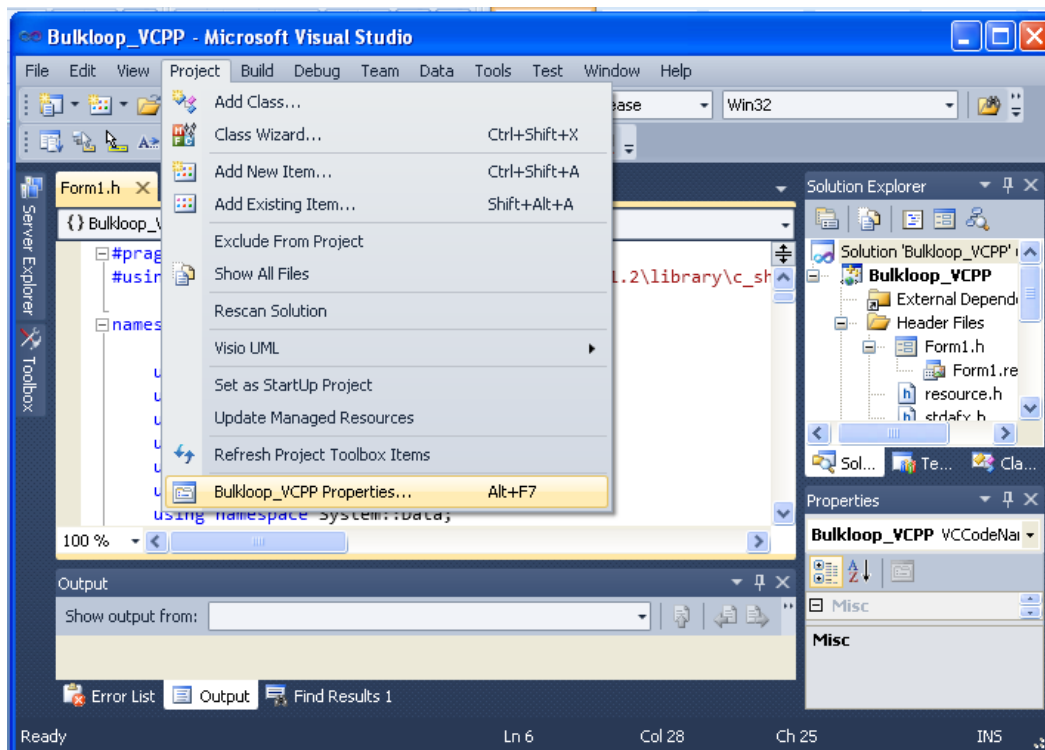 Bulkloop_VCPP - Microsoft Visual Studio
File Edit View Project Build Debug Team Data Tools Test Window Help
Win32
Add Class...
Class Wizard... Ctrl+Shift+X
Add New Item... Ctrl+Shift+A
Add Existing Item... Shift+Alt+A
Exclude From Project
Show All Files
Rescan Solution
Visio UML
Set as StartUp Project
Update Managed Resources
Refresh Project Toolbox Items
Bulkloop_VCPP Properties... Alt+F7
Server Explorer
Toolbox
Form1.h
{} Bulkloop_V
#prag
#usin 1.2\library\c_sh
names
using namespace System::Data;
100 %
Solution Explorer
Solution 'Bulkloop_VCPP' (
Bulkloop_VCPP
External Depend
Header Files
Form1.h
Form1.re
resource.h
stdafx.h
Sol... Te... Cla...
Properties
Bulkloop_VCPP VCCodeNa
Misc
Misc
Output
Show output from:
Error List Output Find Results 1
Ready Ln 6 Col 28 Ch 25 INS